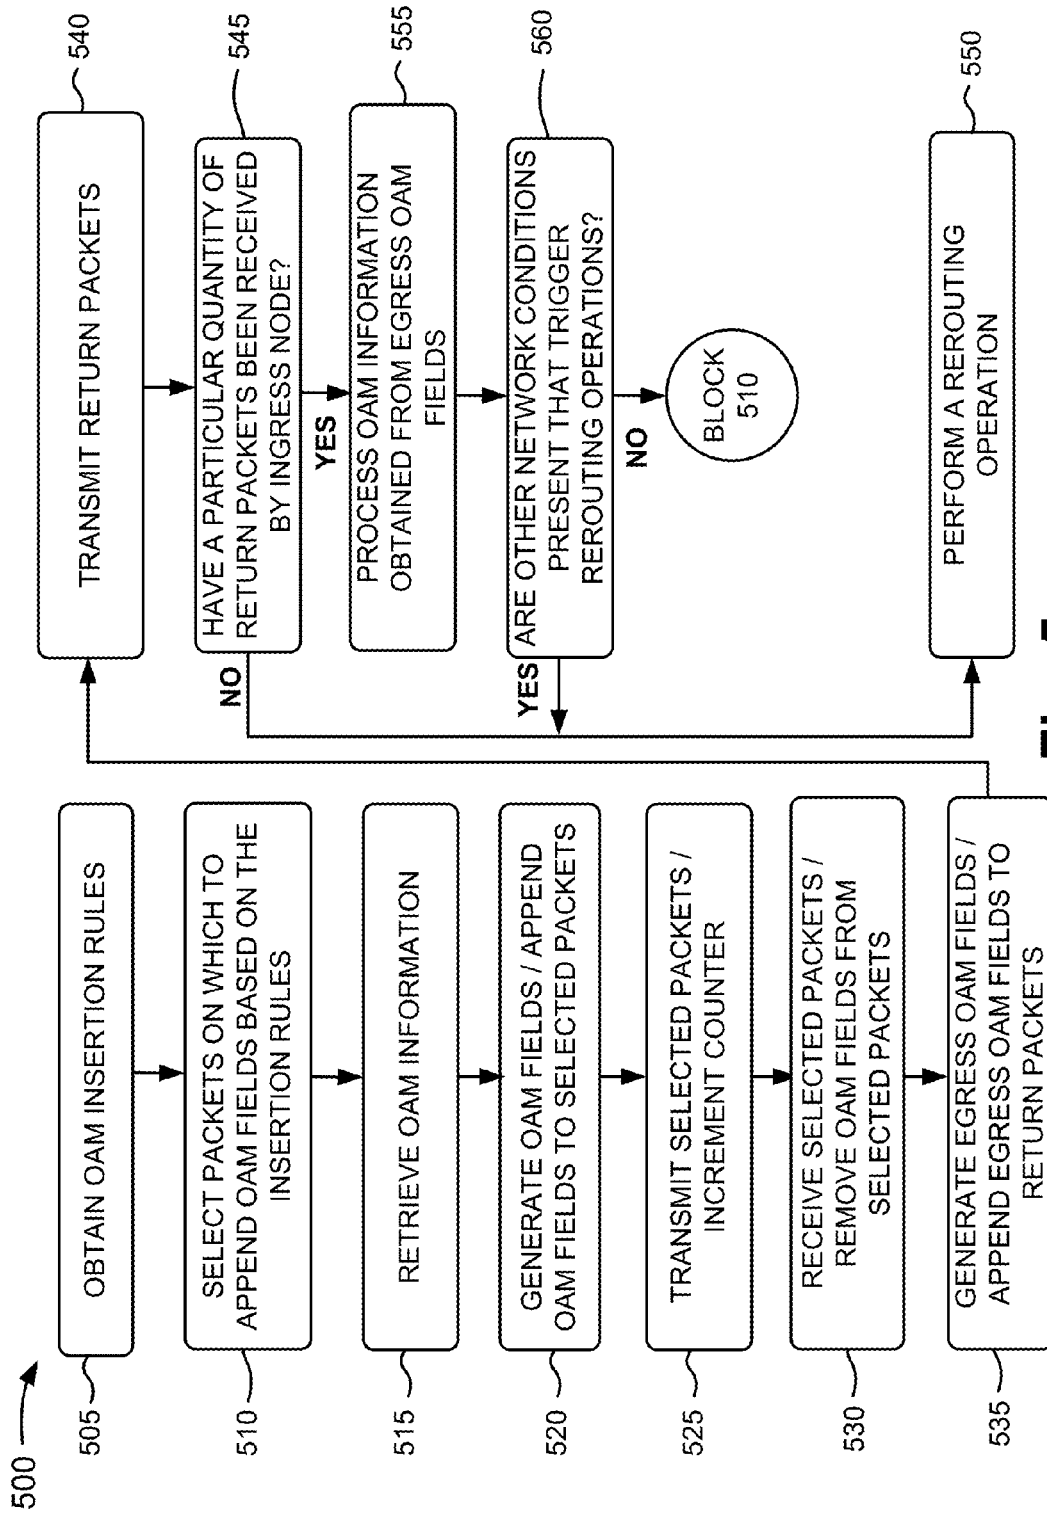 500
505
OBTAIN OAM INSERTION RULES
510
SELECT PACKETS ON WHICH TO
APPEND OAM FIELDS BASED ON THE
INSERTION RULES
515
RETRIEVE OAM INFORMATION
520
GENERATE OAM FIELDS / APPEND
OAM FIELDS TO SELECTED PACKETS
525
TRANSMIT SELECTED PACKETS /
INCREMENT COUNTER
530
RECEIVE SELECTED PACKETS /
REMOVE OAM FIELDS FROM
SELECTED PACKETS
535
GENERATE EGRESS OAM FIELDS /
APPEND EGRESS OAM FIELDS TO
RETURN PACKETS
540
TRANSMIT RETURN PACKETS
545
HAVE A PARTICULAR QUANTITY OF
RETURN PACKETS BEEN RECEIVED
BY INGRESS NODE?
NO
YES
555
PROCESS OAM INFORMATION
OBTAINED FROM EGRESS OAM
FIELDS
560
ARE OTHER NETWORK CONDITIONS
PRESENT THAT TRIGGER
REROUTING OPERATIONS?
YES
NO
BLOCK
510
550
PERFORM A REROUTING
OPERATION